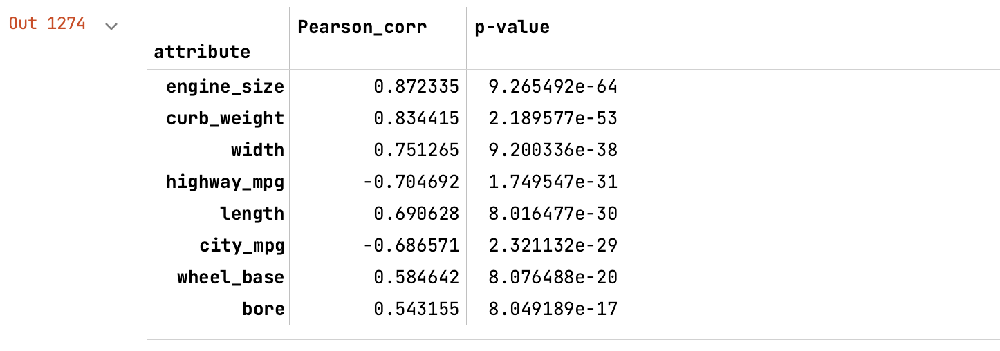 Out 1274
Pearson_corr p-value
attribute
engine_size 0.872335 9.265492e-64
curb_weight 0.834415 2.189577e-53
width 0.751265 9.200336e-38
highway_mpg -0.704692 1.749547e-31
length 0.690628 8.016477e-30
city_mpg -0.686571 2.321132e-29
wheel_base 0.584642 8.076488e-20
bore 0.543155 8.049189e-17